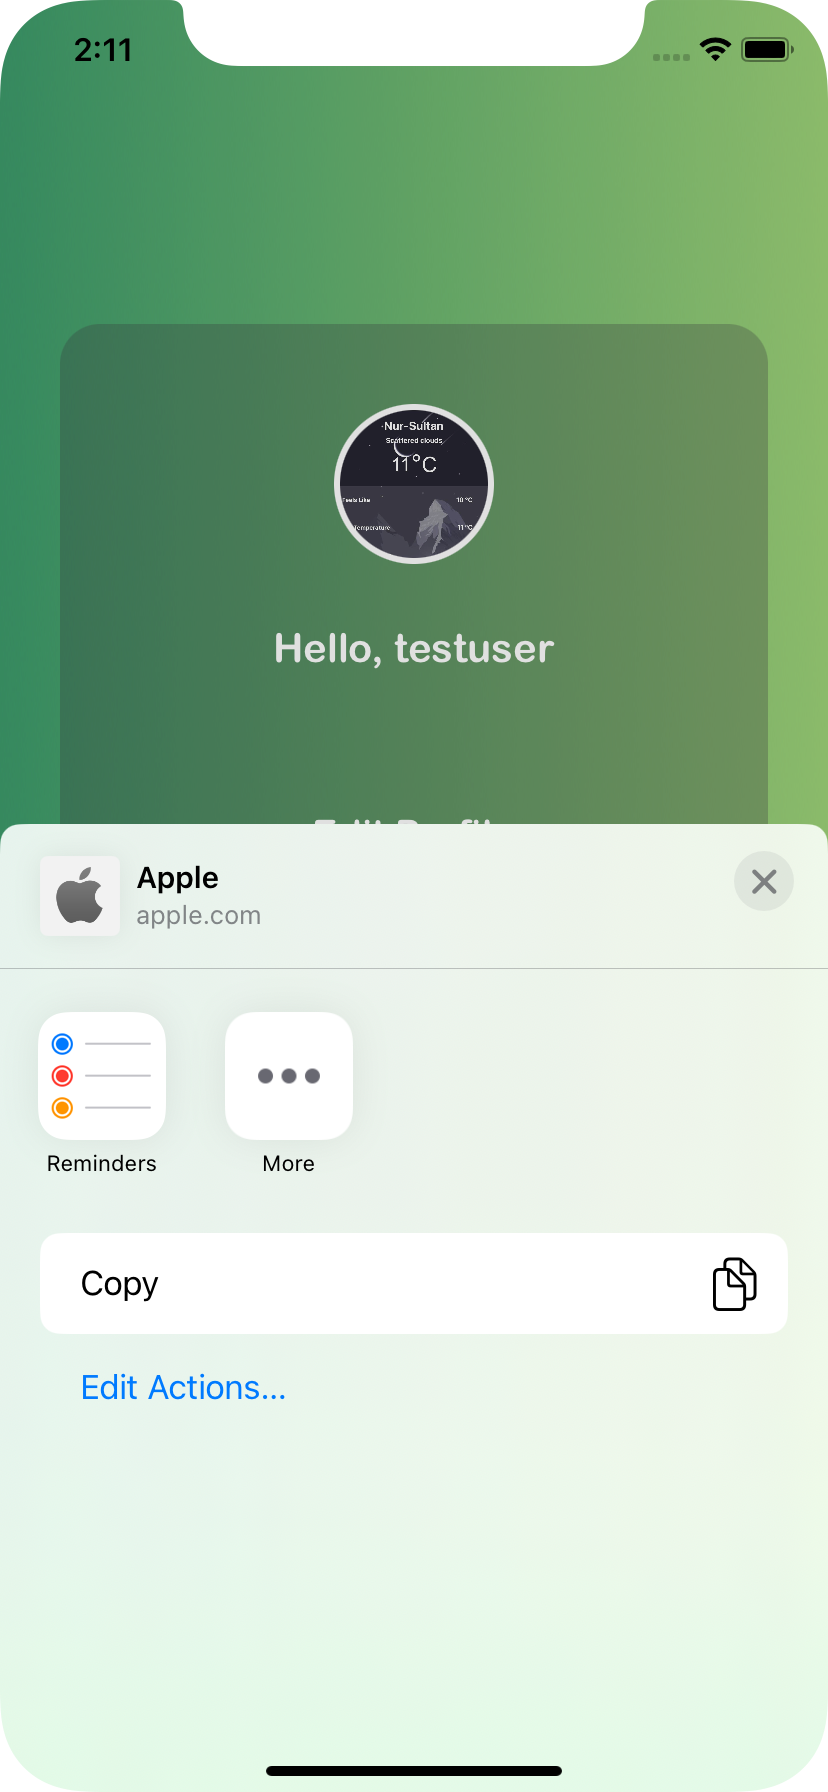 2:11
Nur-Sultan
Scattered clouds
11°C
Feels Like 10 °C
Temperature 11 °C
Hello, testuser
Apple
apple.com
Reminders
More
Copy
Edit Actions...